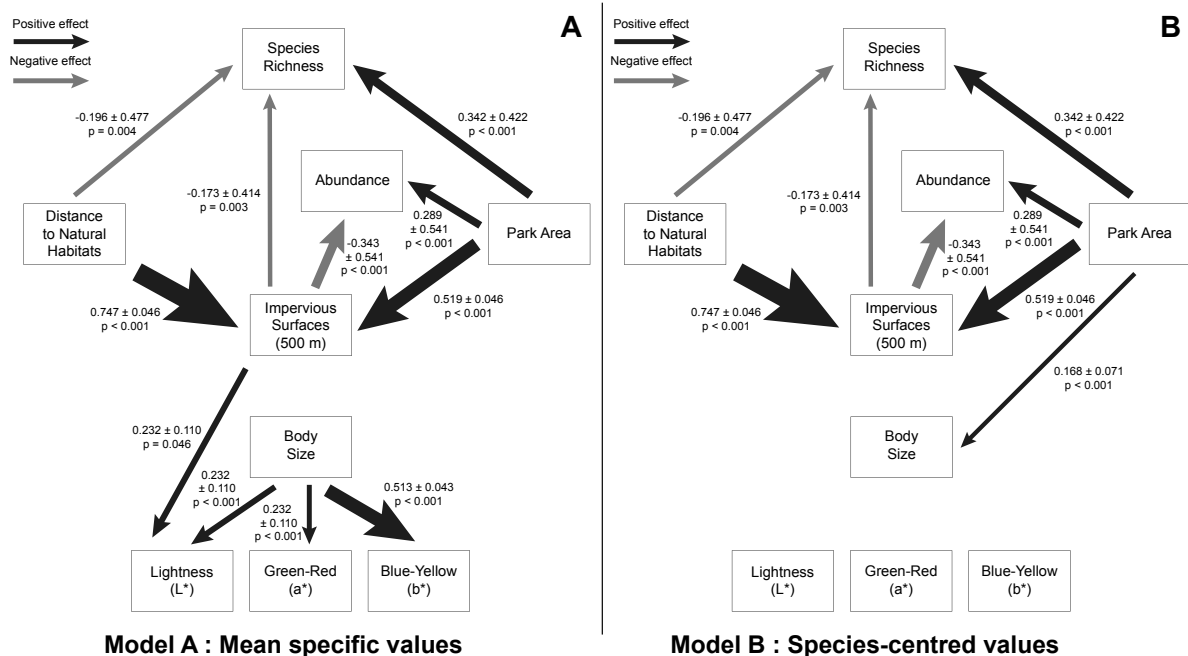 Positive effect
Negative effect
A
Species
Richness
-0.196 ± 0.477
p = 0.004
0.342 ± 0.422
p < 0.001
Abundance
-0.173 ± 0.414
p = 0.003
Distance
to Natural
Habitats
0.289
± 0.541
p < 0.001
Park Area
-0.343
± 0.541
p < 0.001
0.747 ± 0.046
p < 0.001
Impervious
Surfaces
(500 m)
0.519 ± 0.046
p < 0.001
0.232 ± 0.110
p = 0.046
Body
Size
0.232
± 0.110
p < 0.001
0.232
± 0.110
p < 0.001
0.513 ± 0.043
p < 0.001
Lightness
(L*)
Green-Red
(a*)
Blue-Yellow
(b*)
Model A : Mean specific values
Positive effect
Negative effect
B
Species
Richness
-0.196 ± 0.477
p = 0.004
0.342 ± 0.422
p < 0.001
Abundance
-0.173 ± 0.414
p = 0.003
Distance
to Natural
Habitats
0.289
± 0.541
p < 0.001
Park Area
-0.343
± 0.541
p < 0.001
0.747 ± 0.046
p < 0.001
Impervious
Surfaces
(500 m)
0.519 ± 0.046
p < 0.001
0.168 ± 0.071
p < 0.001
Body
Size
Lightness
(L*)
Green-Red
(a*)
Blue-Yellow
(b*)
Model B : Species-centred values